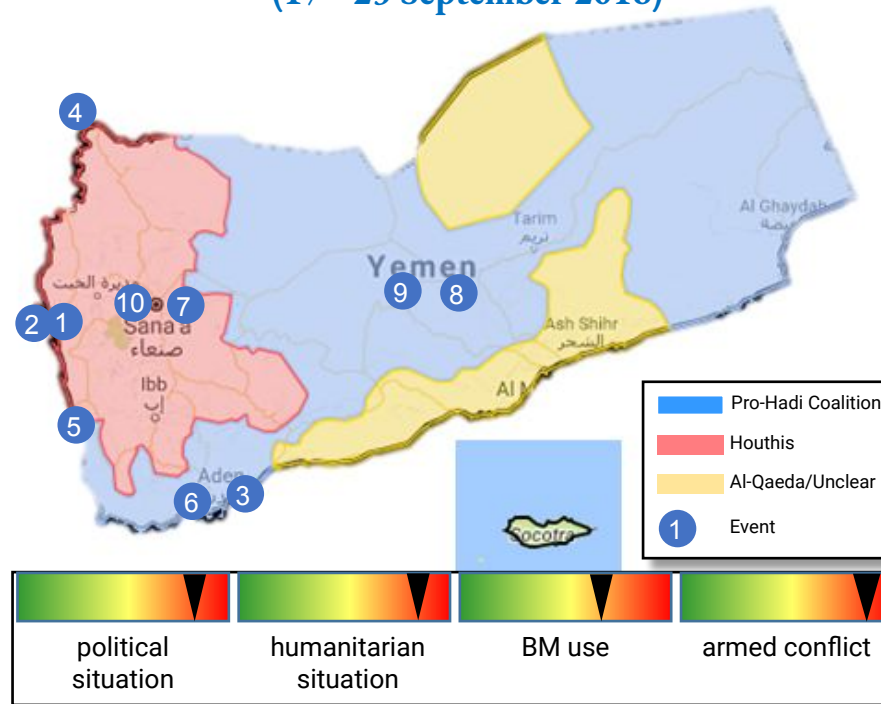 4
Tarim
تريم
Al Ghaydah
Yemen
9
8
10
7
2
1
Sana'a
صنعاء
Ash Shihr
الشحر
Ibb
إب
Al M
5
Aden
6
3
Socotra
Pro-Hadi Coalition
Houthis
Al-Qaeda/Unclear
1
Event
political
situation
humanitarian
situation
BM use
armed conflict